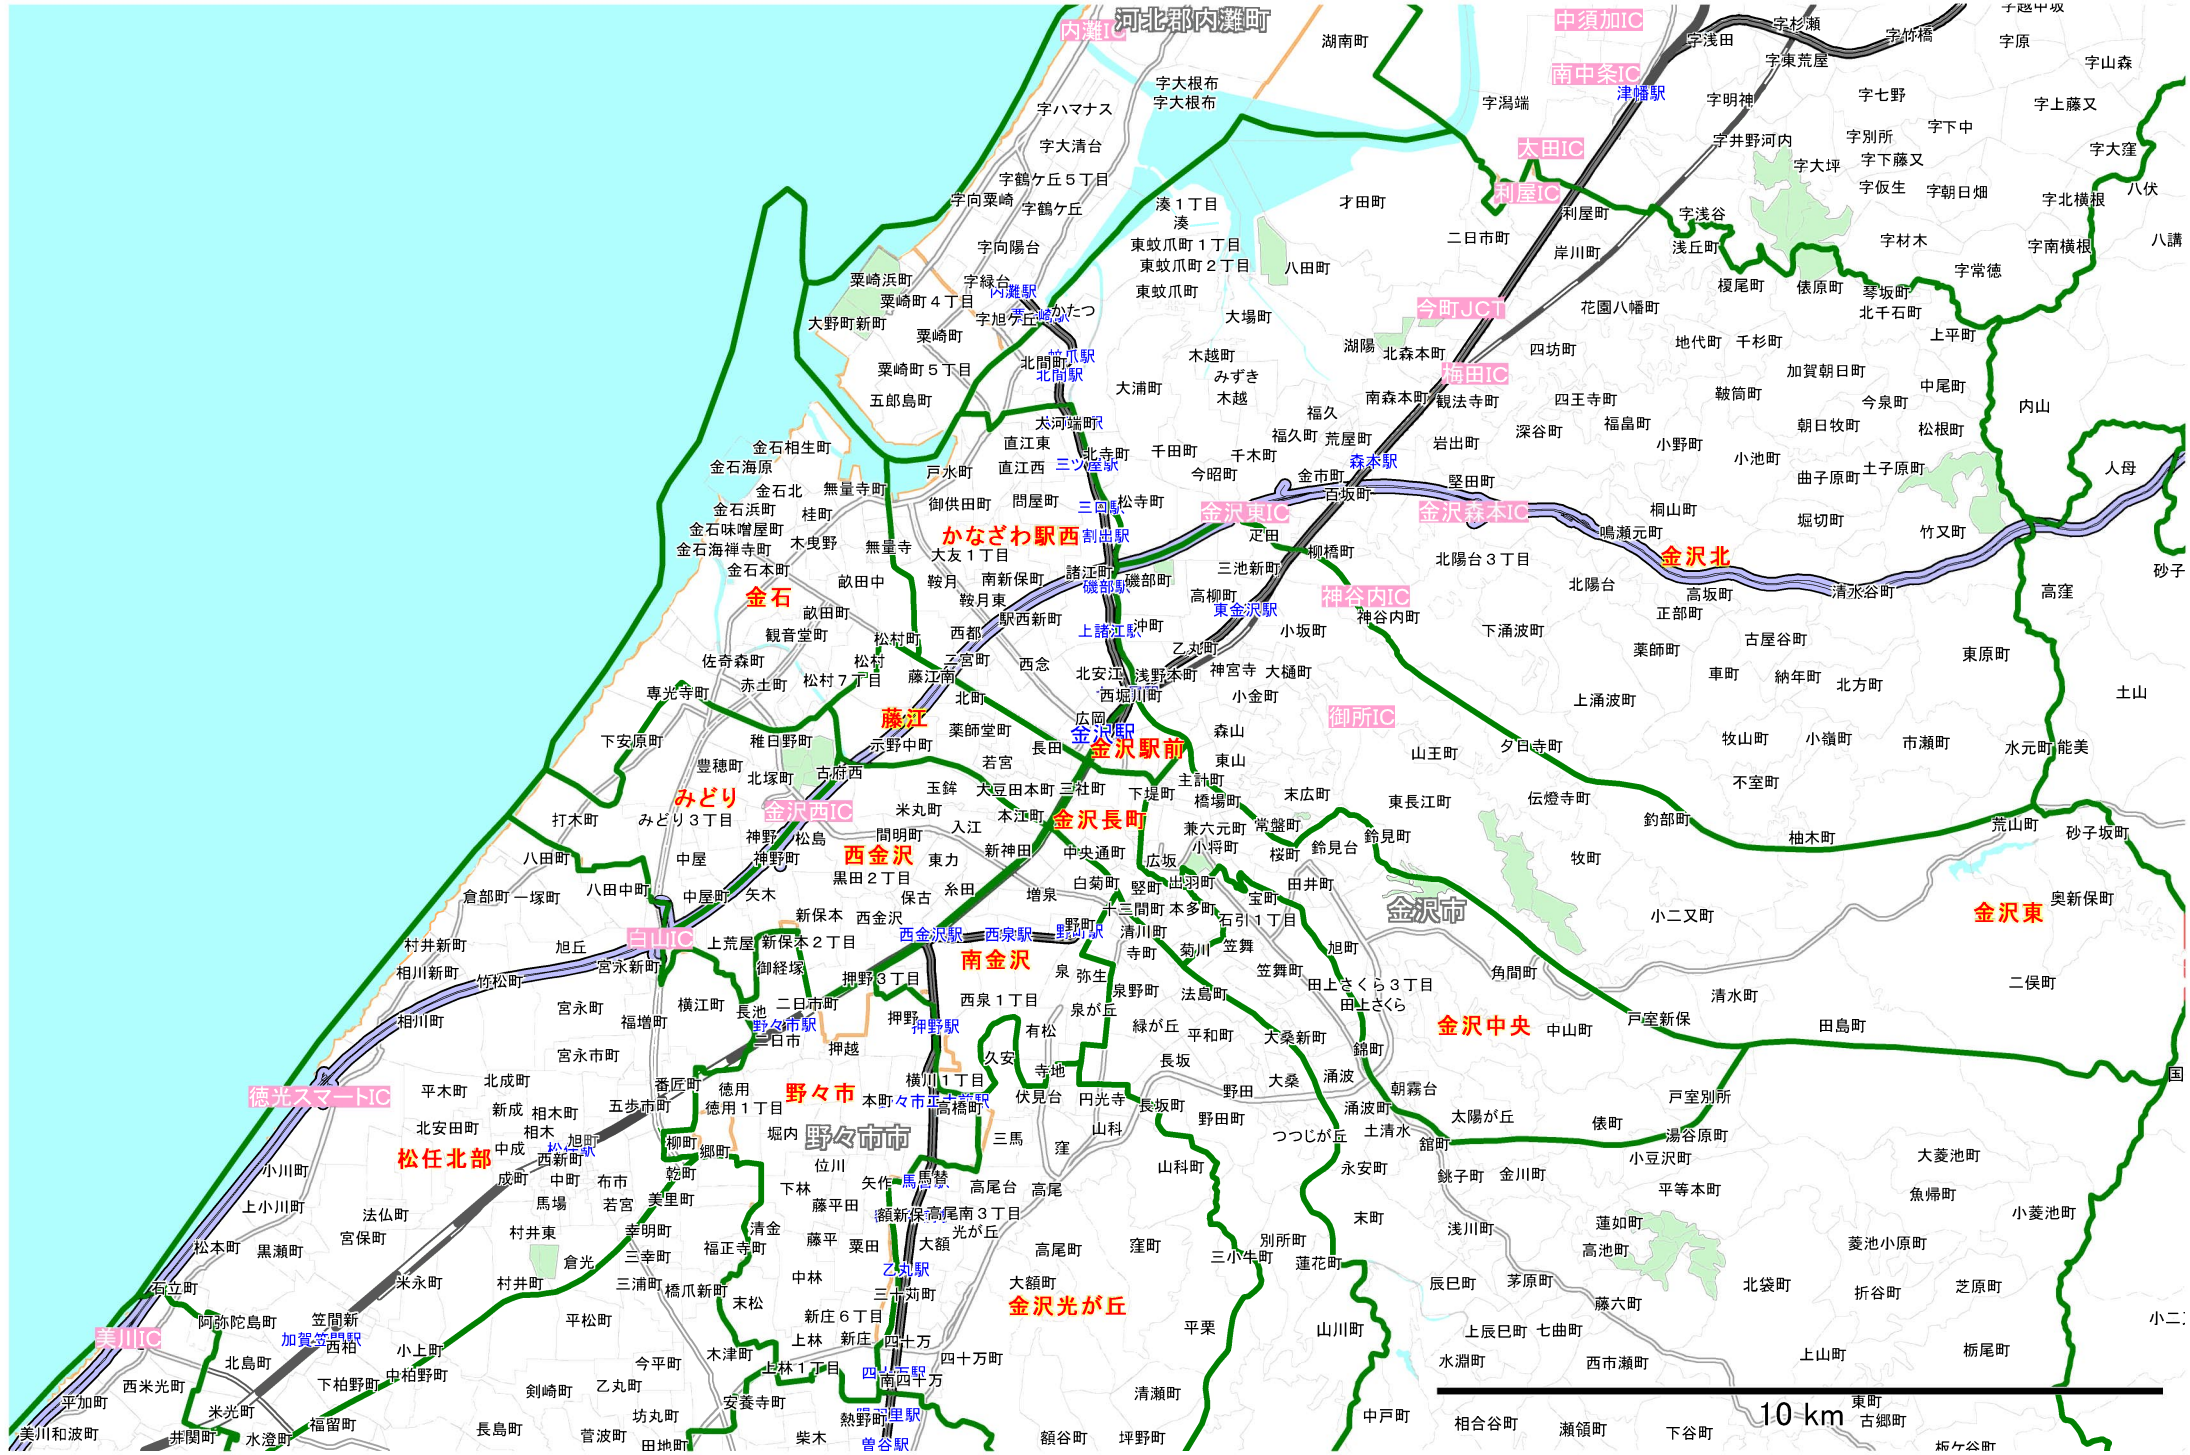 内灘IC
河北郡内灘町
中須加IC
字杉瀬
字竹橋
字浅田
湖南町
字原
字東荒屋
字山森
南中条IC
津幡駅
字大根布
字大根布
字ハマナス
字潟端
字明神
字七野
字上藤又
字下中
字別所
字井野河内
太田IC
字大清台
字大窪
字下藤又
字大坪
字鶴ケ丘５丁目
字仮生
字朝日畑
八伏
利屋IC
字向粟崎
字鶴ケ丘
湊１丁目
湊
才田町
利屋町
字浅谷
字北横根
二日市町
字向陽台
東蚊爪町１丁目
東蚊爪町２丁目
浅丘町
字材木
字南横根
八講
岸川町
八田町
字常徳
粟崎浜町
字緑台
内灘駅
東蚊爪町
榎尾町
俵原町
琴坂町
粟崎町４丁目
今町JCT
花園八幡町
北千石町
かたつ
字旭ケ丘
大場町
大野町新町
粟崎町
上平町
地代町
千杉町
湖陽
北森本町
四坊町
木越町
蚊爪駅
北間町
北間駅
粟崎町５丁目
みずき
梅田IC
加賀朝日町
大浦町
木越
南森本町
観法寺町
四王寺町
鞁筒町
中尾町
今泉町
内山
五郎島町
福久
大河端町
福畠町
朝日牧町
松根町
深谷町
福久町
荒屋町
岩出町
小野町
金石相生町
直江東
北寺町
千田町
千木町
森本駅
小池町
金石海原
戸水町
直江西
三ツ屋駅
今昭町
金市町
堅田町
曲子原町
土子原町
人母
金石北
無量寺町
御供田町
問屋町
松寺町
三口駅
百坂町
金沢東IC
金沢森本IC
桐山町
堀切町
金石浜町
桂町
金石味噌屋町
かなざわ駅西
割出駅
疋田
鳴瀬元町
竹又町
金石海禅寺町
木曳野
無量寺
大友１丁目
柳橋町
北陽台３丁目
金沢北
金石本町
畝田中
鞍月
南新保町
諸江町
磯部駅
磯部町
三池新町
北陽台
砂子
金石
鞍月東
高柳町
神谷内IC
高坂町
清水谷町
高窪
畝田町
駅西新町
東金沢駅
神谷内町
正部町
観音堂町
松村町
西都
上諸江駅
沖町
小坂町
下涌波町
古屋谷町
佐奇森町
松村
二宮町
西念
乙丸町
薬師町
東原町
赤土町
松村７丁目
藤江南
北安江
浅野本町
神宮寺
大樋町
車町
納年町
北方町
専光寺町
北町
西堀川町
小金町
上涌波町
土山
藤江
広岡
御所IC
下安原町
稚日野町
示野中町
薬師堂町
長田
金沢駅
金沢駅前
森山
山王町
夕日寺町
牧山町
小嶺町
市瀬町
水元町
能美
豊穂町
北塚町
古府西
若宮
東山
主計町
不室町
みどり
玉鉾
大豆田本町
三社町
下堤町
橋場町
末広町
東長江町
伝燈寺町
金沢西IC
米丸町
本江町
金沢長町
打木町
みどり３丁目
釣部町
荒山町
砂子坂町
神野
松島
間明町
入江
兼六元町
常盤町
鈴見町
柚木町
八田町
中屋
神野町
西金沢
東力
新神田
中央通町
広坂
小将町
桜町
鈴見台
牧町
倉部町
一塚町
八田中町
中屋町
矢木
黒田２丁目
保古
糸田
増泉
白菊町
竪町
出羽町
宝町
田井町
金沢市
奥新保町
金沢東
新保本
西金沢
十三間町
本多町
石引１丁目
小二又町
村井新町
旭丘
白山IC
上荒屋
新保本２丁目
西金沢駅
西泉駅
野町
野町駅
清川町
笠舞
旭町
相川新町
竹松町
宮永新町
御経塚
押野３丁目
南金沢
泉
弥生
寺町
菊川
笠舞町
角間町
二俣町
宮永町
横江町
長池
二日市町
西泉１丁目
泉野町
法島町
田上さくら３丁目
田上さくら
清水町
相川町
福増町
野々市駅
二日市
押野
押野駅
有松
泉が丘
緑が丘
平和町
大桑新町
金沢中央
中山町
戸室新保
田島町
宮永市町
押越
久安
寺地
長坂
錦町
国
徳光スマートIC
平木町
北成町
番匠町
徳用
野々市
横川１丁目
伏見台
円光寺
野田
大桑
涌波
朝霧台
戸室別所
新成
相木町
五歩市町
徳用１丁目
本町
高橋町
長坂町
野田町
涌波町
太陽が丘
俵町
北安田町
相木
旭町
柳町
堀内
野々市市
三馬
山科
つつじが丘
土清水
舘町
湯谷原町
松任北部
中成
西新町
郷町
窪
小豆沢町
大菱池町
小川町
成町
中町
布市
乾町
位川
矢作
馬替
高尾台
高尾
山科町
永安町
銚子町
金川町
平等本町
魚帰町
上小川町
馬場
若宮
美里町
下林
藤平田
額新保
高尾南３丁目
末町
蓮如町
小菱池町
法仏町
宮保町
村井東
幸明町
清金
光が丘
浅川町
松本町
黒瀬町
倉光
三幸町
福正寺町
藤平
粟田
大額
高尾町
窪町
三小牛町
別所町
蓮花町
高池町
菱池小原町
石立町
米永町
村井町
三浦町
橋爪新町
中林
乙丸駅
大額町
辰巳町
茅原町
北袋町
折谷町
芝原町
三十苅町
阿弥陀島町
笠間新
平松町
末松
新庄６丁目
金沢光が丘
平栗
山川町
藤六町
美川IC
加賀笠間駅
西柏
小上町
上林
新庄
四十万
上辰巳町
七曲町
北島町
今平町
木津町
上林１丁目
四十万町
水淵町
西市瀬町
上山町
栃尾町
西米光町
下柏野町
中柏野町
剣崎町
乙丸町
南四十万
清瀬町
平加町
米光町
安養寺町
東町
古郷町
10 km
美川和波町
井関町
水澄町
福留町
長島町
坊丸町
菅波町
熱野町
柴木
曽谷駅
額谷町
坪野町
中戸町
相合谷町
瀬領町
下谷町